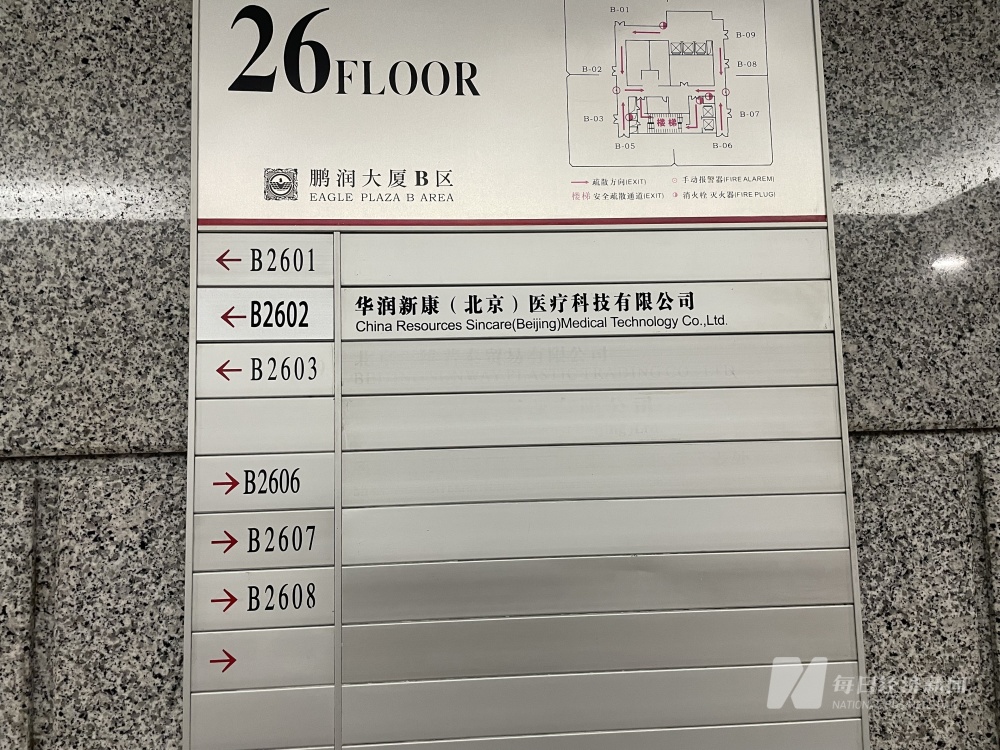 26 FLOOR
B-01
B-09
B-02
B-08
B-03
B-07
楼梯
B-05
B-06
鹏润大厦B区
EAGLE PLAZA B AREA
疏散方向(EXIT)
手动报警器(FIRE ALAREM)
楼梯 安全疏散通道(EXIT)
消火栓 灭火器(FIRE PLUG)
B2601
B2602
华润新康（北京）医疗科技有限公司
China Resources Sincare(Beijing)Medical Technology Co.,Ltd.
B2603
B2606
B2607
B2608
每日经济新闻